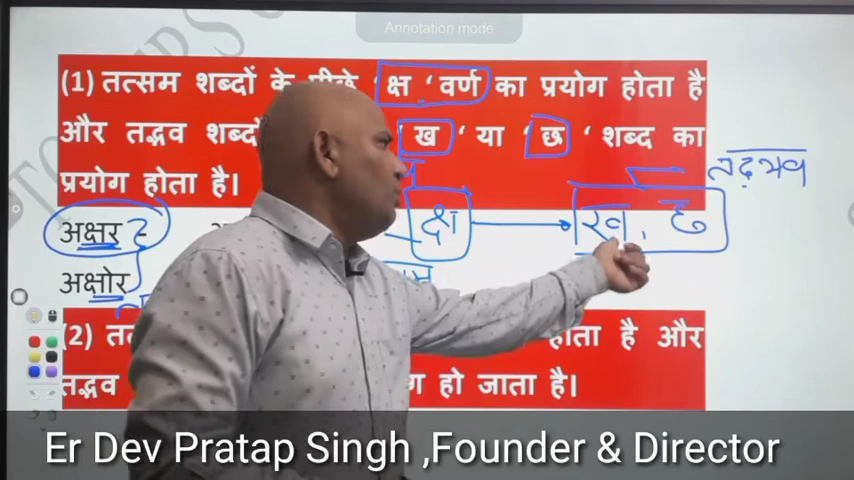 Annotation mode
(1) तत्सम शब्दों के पीछे ' क्ष ' वर्ण का प्रयोग होता है
और तद्भव शब्दों ' ख ' या ' छ ' शब्द का
प्रयोग होता है।
तद्भव
अक्षर -
क्ष
ख, छ
अक्षोर
(2) होता है और
तद्भव हो जाता है।
Er Dev Pratap Singh ,Founder & Director